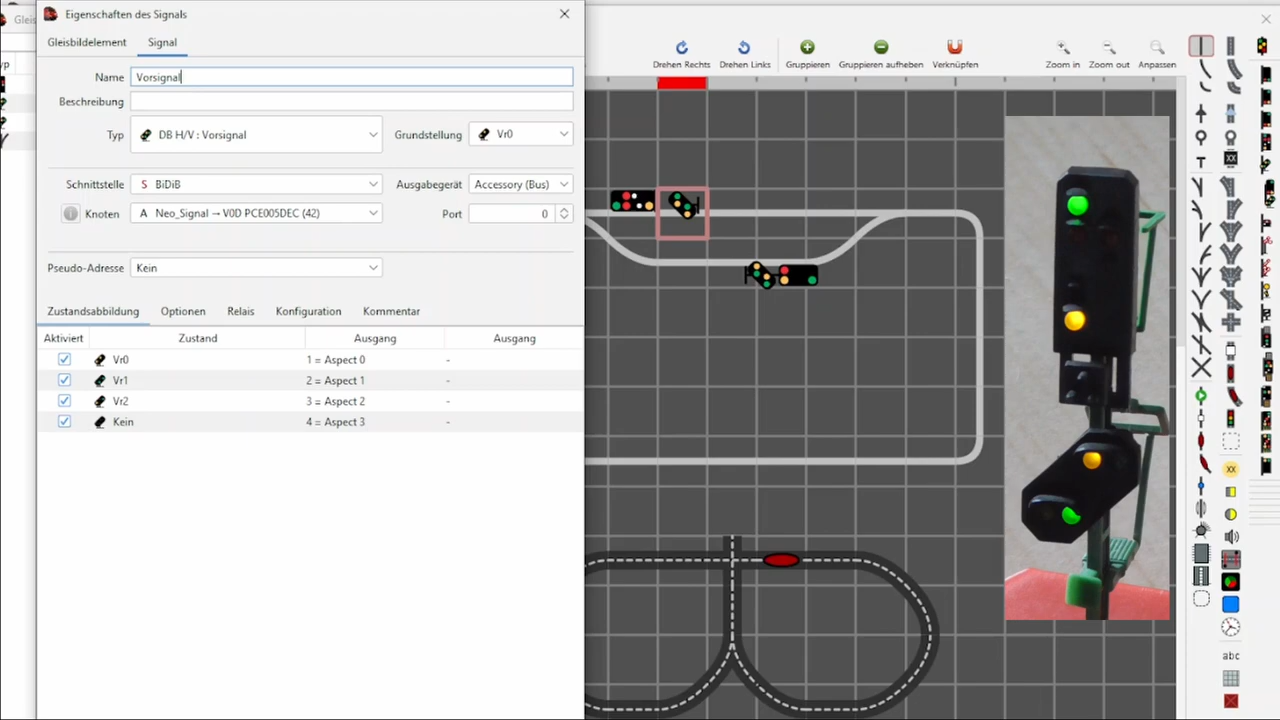 Gleis
Eigenschaften des Signals
Gleisbildelement
Signal
Name
Vorsignal
Beschreibung
Typ
DB H/V : Vorsignal
Grundstellung
Vr0
Schnittstelle
S BiDiB
Ausgabegerät
Accessory (Bus)
Knoten
A Neo_Signal → V0D PCE005DEC (42)
Port
0
Pseudo-Adresse
Kein
Zustandsabbildung
Optionen
Relais
Konfiguration
Kommentar
Aktiviert
Zustand
Ausgang
Ausgang
Vr0
1 = Aspect 0
-
Vr1
2 = Aspect 1
-
Vr2
3 = Aspect 2
-
Kein
4 = Aspect 3
-
Drehen Rechts
Drehen Links
Gruppieren
Gruppieren aufheben
Verknüpfen
Zoom in
Zoom out
Anpassen
XX
XX
abc